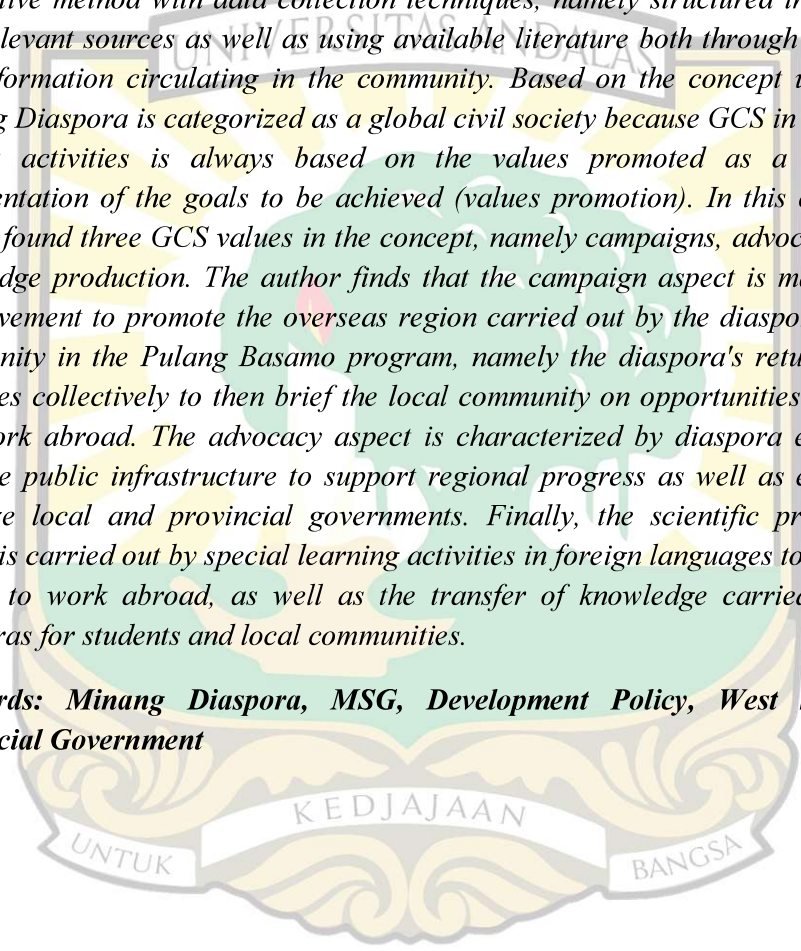 tive method with data collection techniques, namely structured in
elevant sources as well as using available literature both through
formation circulating in the community. Based on the concept u
g Diaspora is categorized as a global civil society because GCS in
activities is always based on the values promoted as a
entation of the goals to be achieved (values promotion). In this
found three GCS values in the concept, namely campaigns, advoc
dge production. The author finds that the campaign aspect is m
vement to promote the overseas region carried out by the diaspo
nity in the Pulang Basamo program, namely the diaspora's retu
es collectively to then brief the local community on opportunities
ork abroad. The advocacy aspect is characterized by diaspora e
e public infrastructure to support regional progress as well as e
e local and provincial governments. Finally, the scientific pr
is carried out by special learning activities in foreign languages to
to work abroad, as well as the transfer of knowledge carried
ras for students and local communities.
rds: Minang Diaspora, MSG, Development Policy, West
cial Government
UNIVERSITAS ANDALAS
KEDJAJAAN
UNTUK
BANGSA